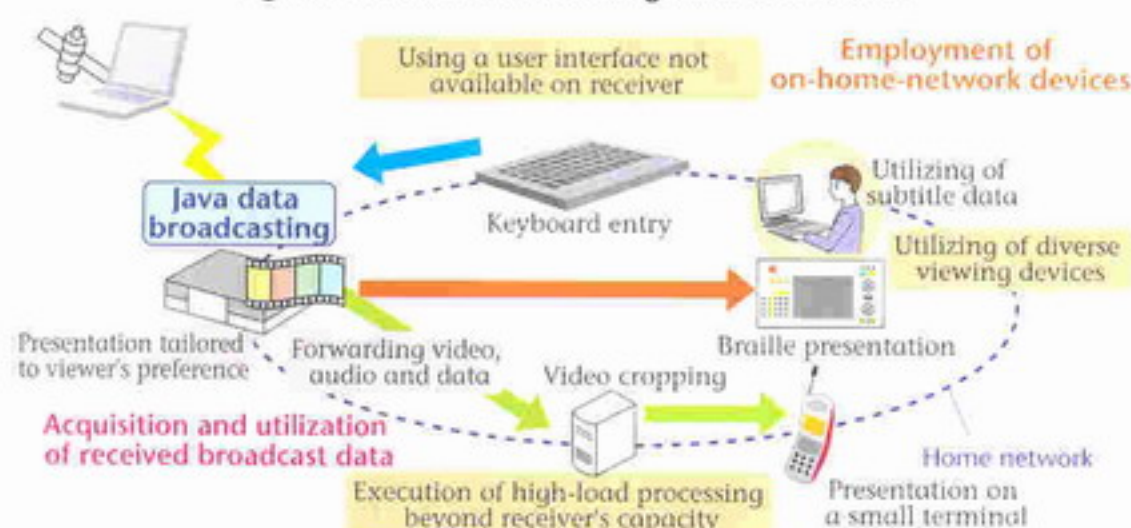 Using a user interface not
available on receiver
Employment of
on-home-network devices
Java data
broadcasting
Keyboard entry
Utilizing of
subtitle data
Utilizing of diverse
viewing devices
Presentation tailored
to viewer's preference
Forwarding video,
audio and data
Video cropping
Braille presentation
Acquisition and utilization
of received broadcast data
Home network
Execution of high-load processing
beyond receiver's capacity
Presentation on
a small terminal